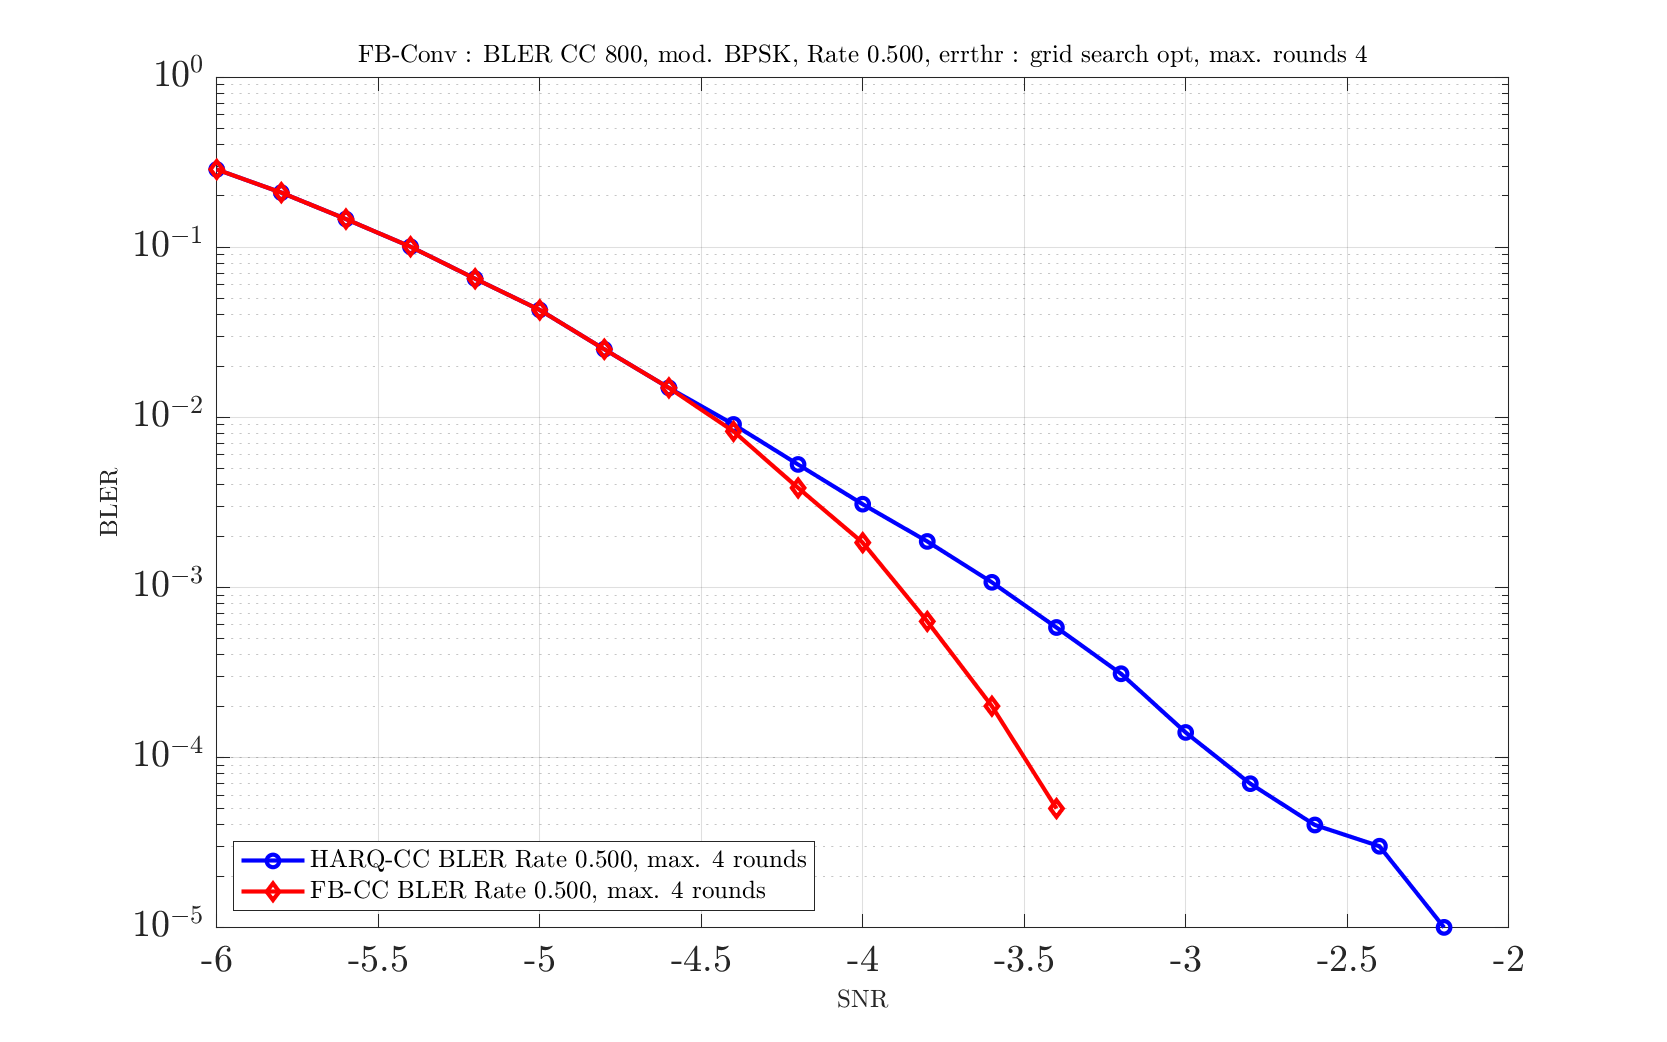 FB-Conv : BLER CC 800, mod. BPSK, Rate 0.500, errthr : grid search opt, max. rounds 4
10^0
10^{-1}
10^{-2}
10^{-3}
10^{-4}
10^{-5}
BLER
HARQ-CC BLER Rate 0.500, max. 4 rounds
FB-CC BLER Rate 0.500, max. 4 rounds
-6 -5.5 -5 -4.5 -4 -3.5 -3 -2.5 -2
SNR